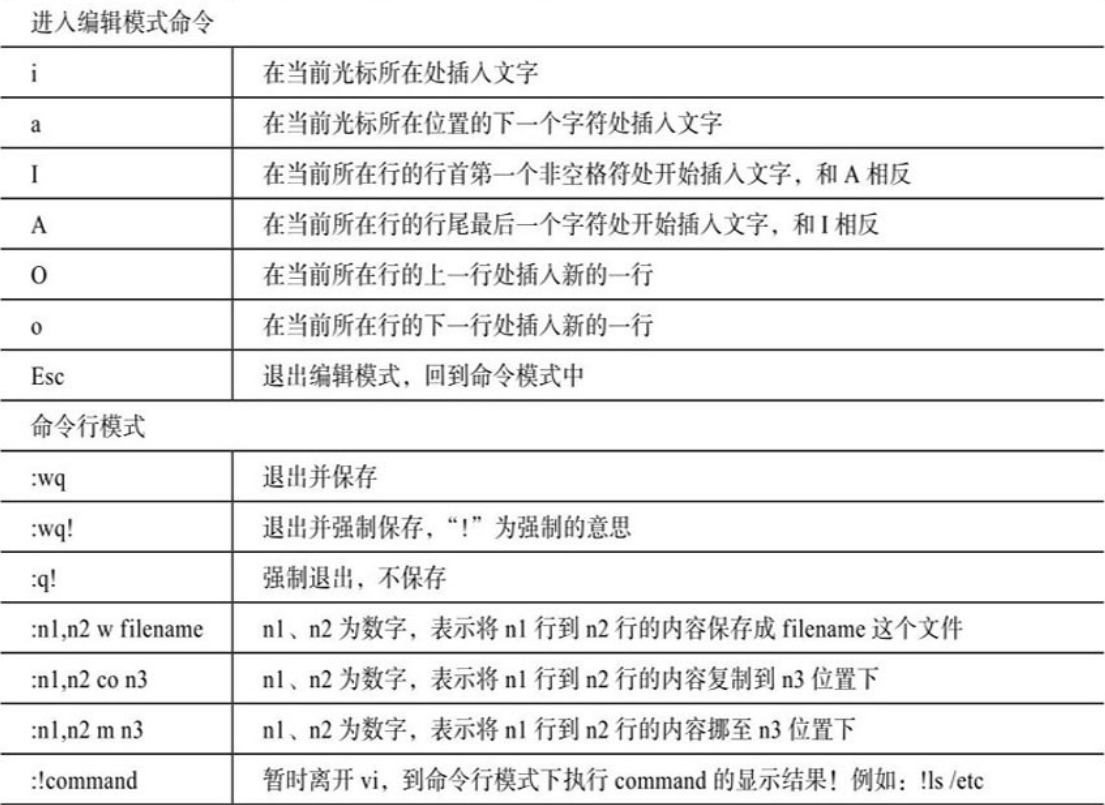 进入编辑模式命令
i 在当前光标所在处插入文字
a 在当前光标所在位置的下一个字符处插入文字
I 在当前所在行的行首第一个非空格符处开始插入文字，和 A 相反
A 在当前所在行的行尾最后一个字符处开始插入文字，和 I 相反
O 在当前所在行的上一行处插入新的一行
o 在当前所在行的下一行处插入新的一行
Esc 退出编辑模式，回到命令模式中
命令行模式
:wq 退出并保存
:wq! 退出并强制保存，“!”为强制的意思
:q! 强制退出，不保存
:n1,n2 w filename n1、n2 为数字，表示将 n1 行到 n2 行的内容保存成 filename 这个文件
:n1,n2 co n3 n1、n2 为数字，表示将 n1 行到 n2 行的内容复制到 n3 位置下
:n1,n2 m n3 n1、n2 为数字，表示将 n1 行到 n2 行的内容挪至 n3 位置下
:!command 暂时离开 vi，到命令行模式下执行 command 的显示结果！例如：!ls /etc